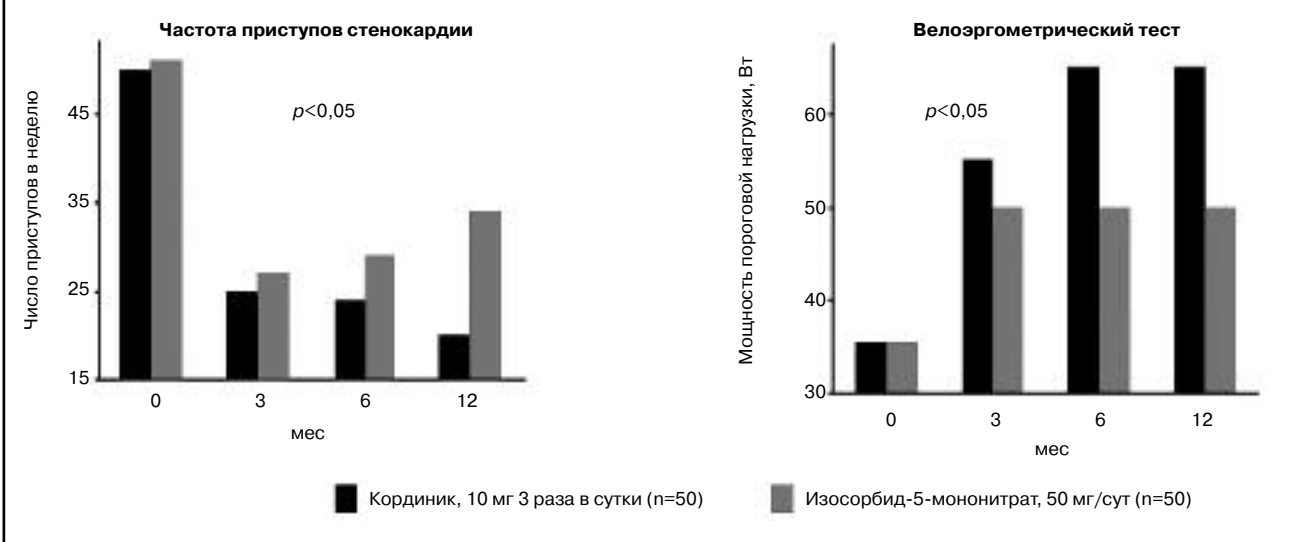 Частота приступов стенокардии
Число приступов в неделю
45
35
25
15
p<0,05
0 3 6 12
мес
Велоэргометрический тест
Мощность пороговой нагрузки, Вт
60
50
40
30
p<0,05
0 3 6 12
мес
Кординик, 10 мг 3 раза в сутки (n=50)
Изосорбид-5-мононитрат, 50 мг/сут (n=50)